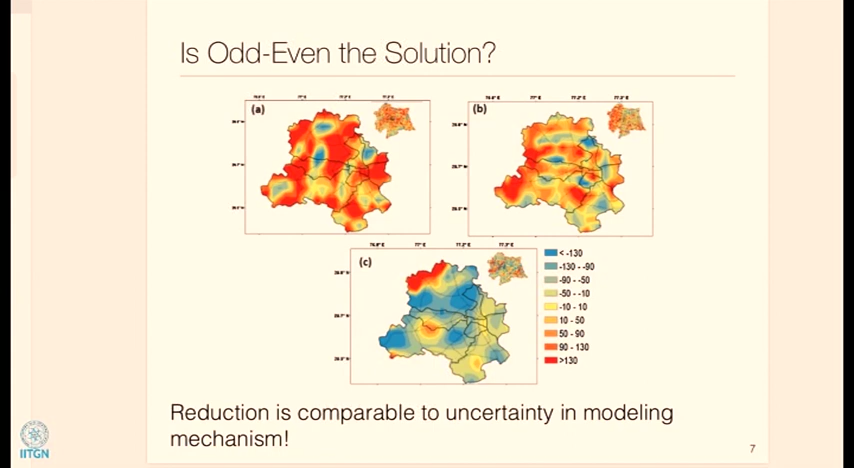 Is Odd-Even the Solution?
(a)
(b)
(c)
< -130
-130 - -90
-90 - -50
-50 - -10
-10 - 10
10 - 50
50 - 90
90 - 130
>130
Reduction is comparable to uncertainty in modeling
mechanism!
IITGN
7